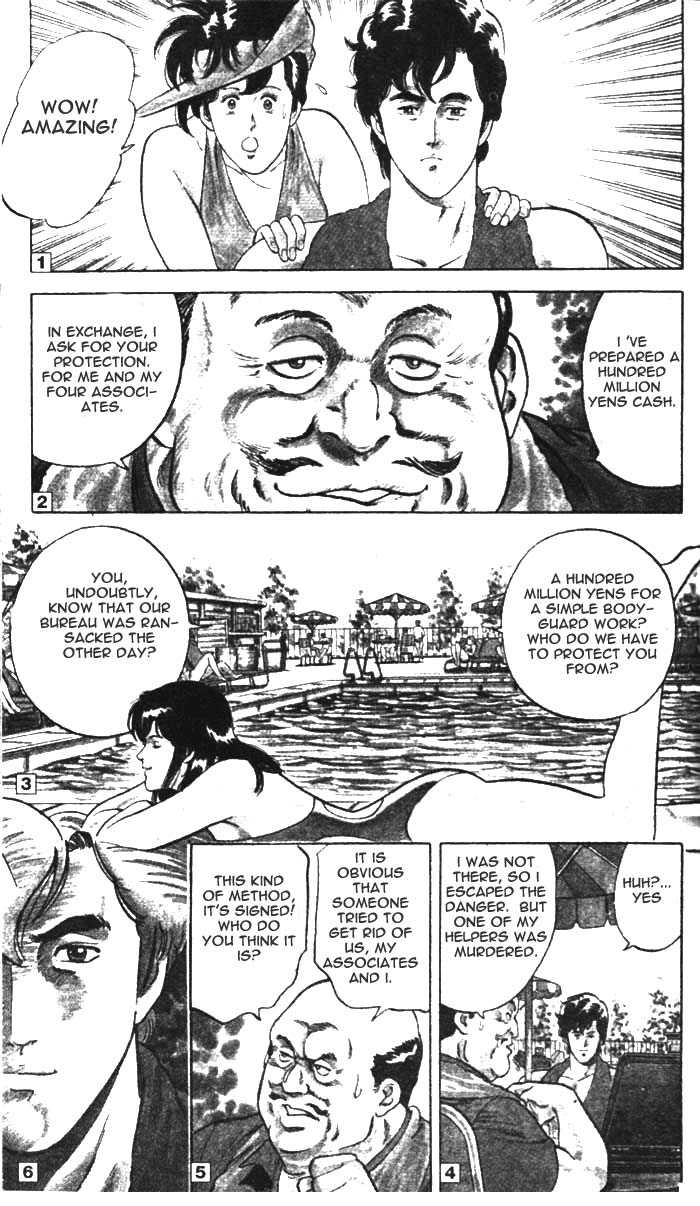 WOW!
AMAZING!
1
I 'VE
PREPARED A
HUNDRED
MILLION
YENS CASH.
IN EXCHANGE, I
ASK FOR YOUR
PROTECTION.
FOR ME AND MY
FOUR ASSOCI-
ATES.
2
A HUNDRED
MILLION YENS FOR
A SIMPLE BODY-
GUARD WORK?
WHO DO WE HAVE
TO PROTECT YOU
FROM?
YOU,
UNDOUBTLY,
KNOW THAT OUR
BUREAU WAS RAN-
SACKED THE
OTHER DAY?
3
HUH?...
YES
I WAS NOT
THERE, SO I
ESCAPED THE
DANGER. BUT
ONE OF MY
HELPERS WAS
MURDERED.
4
IT IS
OBVIOUS
THAT
SOMEONE
TRIED TO
GET RID OF
US, MY
ASSOCIATES
AND I.
THIS KIND
OF METHOD,
IT'S SIGNED!
WHO DO
YOU THINK IT
IS?
5
6